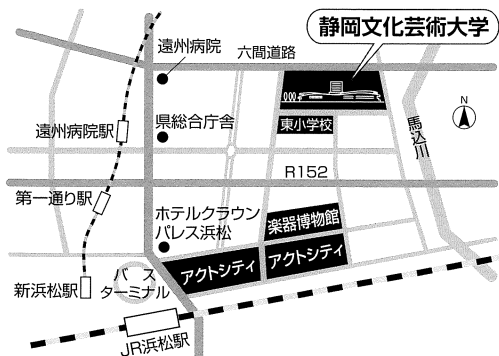 静岡文化芸術大学
遠州病院
六間道路
N
県総合庁舎
東小学校
馬込川
遠州病院駅
R152
第一通り駅
ホテルクラウン
パレス浜松
楽器博物館
アクトシティ
アクトシティ
バス
ターミナル
新浜松駅
JR浜松駅